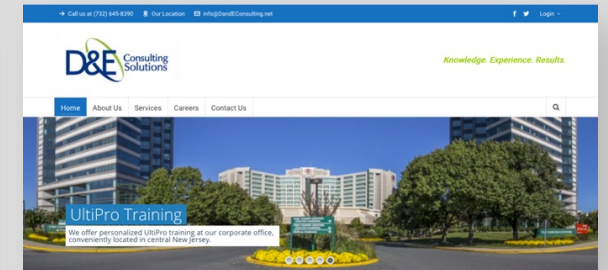 Call us at (732) 645-8390 Our Location info@DandEConsulting.net Login
D&E Consulting Solutions
Knowledge. Experience. Results.
Home About Us Services Careers Contact Us
UltiPro Training
We offer personalized UltiPro training at our corporate office,
conveniently located in central New Jersey.